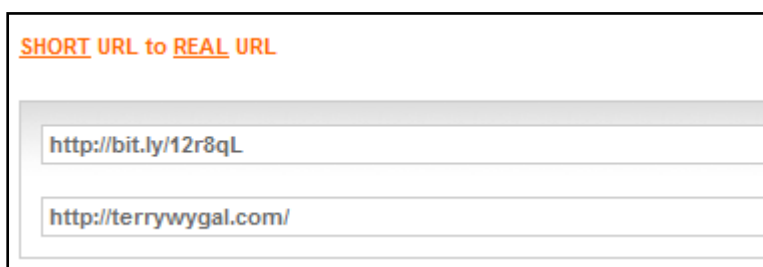 SHORT URL to REAL URL
http://bit.ly/12r8qL
http://terrywygal.com/